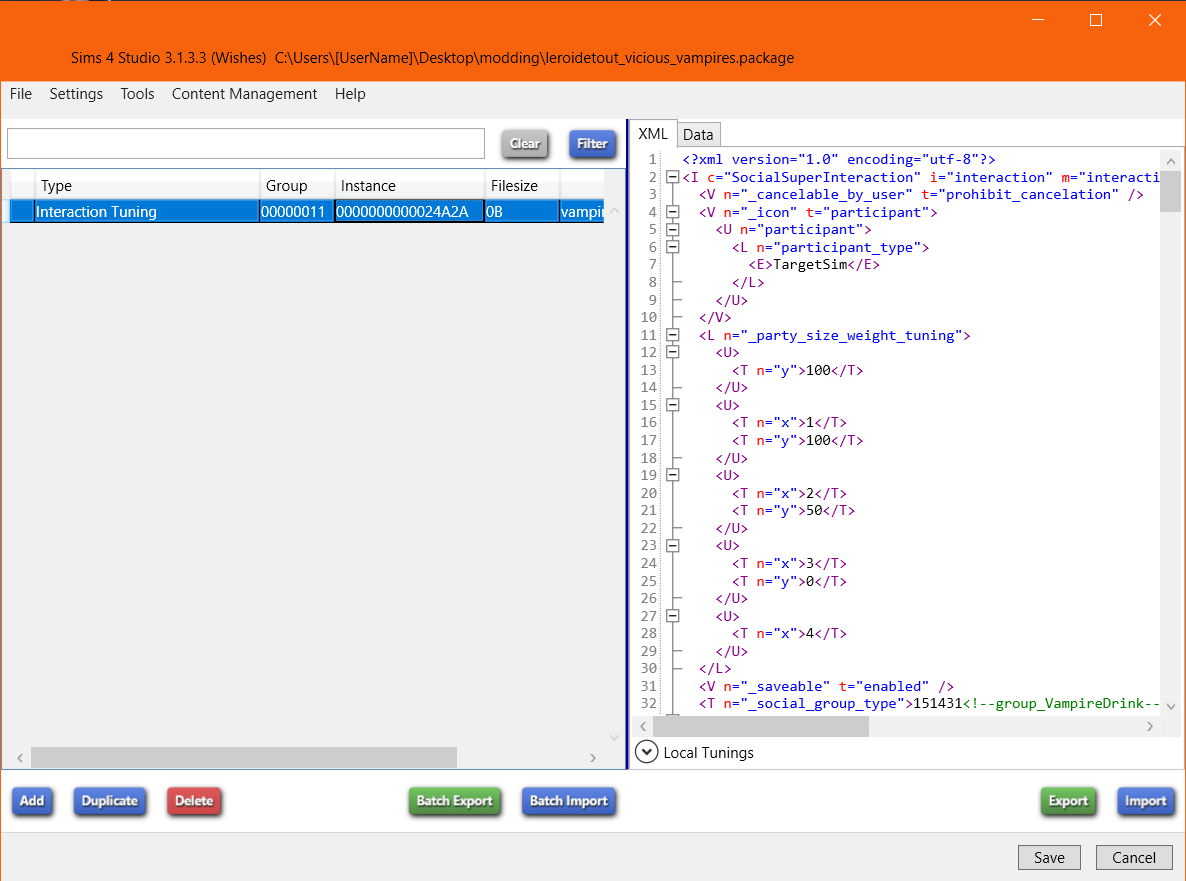 Sims 4 Studio 3.1.3.3 (Wishes) C:\Users\[UserName]\Desktop\modding\leroidetout_vicious_vampires.package
File Settings Tools Content Management Help
Clear Filter
Type Group Instance Filesize
Interaction Tuning 00000011 0000000000024A2A 0B vampi
XML Data
1 <?xml version="1.0" encoding="utf-8"?>
2 <I c="SocialSuperInteraction" i="interaction" m="interacti
3 <V n="_cancelable_by_user" t="prohibit_cancelation" />
4 <V n="_icon" t="participant">
5 <U n="participant">
6 <L n="participant_type">
7 <E>TargetSim</E>
8 </L>
9 </U>
10 </V>
11 <L n="_party_size_weight_tuning">
12 <U>
13 <T n="y">100</T>
14 </U>
15 <U>
16 <T n="x">1</T>
17 <T n="y">100</T>
18 </U>
19 <U>
20 <T n="x">2</T>
21 <T n="y">50</T>
22 </U>
23 <U>
24 <T n="x">3</T>
25 <T n="y">0</T>
26 </U>
27 <U>
28 <T n="x">4</T>
29 </U>
30 </L>
31 <V n="_saveable" t="enabled" />
32 <T n="_social_group_type">151431<!--group_VampireDrink--
Local Tunings
Add Duplicate Delete Batch Export Batch Import Export Import
Save Cancel